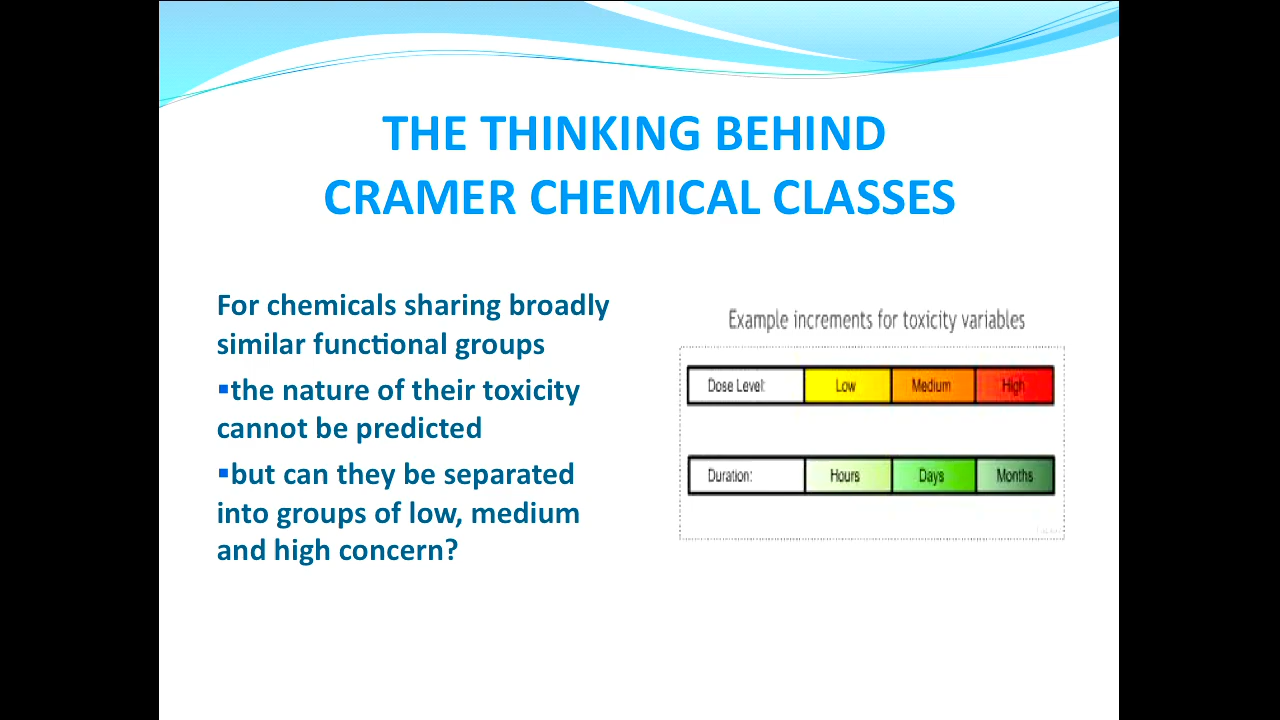 THE THINKING BEHIND
CRAMER CHEMICAL CLASSES
For chemicals sharing broadly
similar functional groups
▪the nature of their toxicity
cannot be predicted
▪but can they be separated
into groups of low, medium
and high concern?
Example increments for toxicity variables
Dose Level: Low Medium High
Duration: Hours Days Months